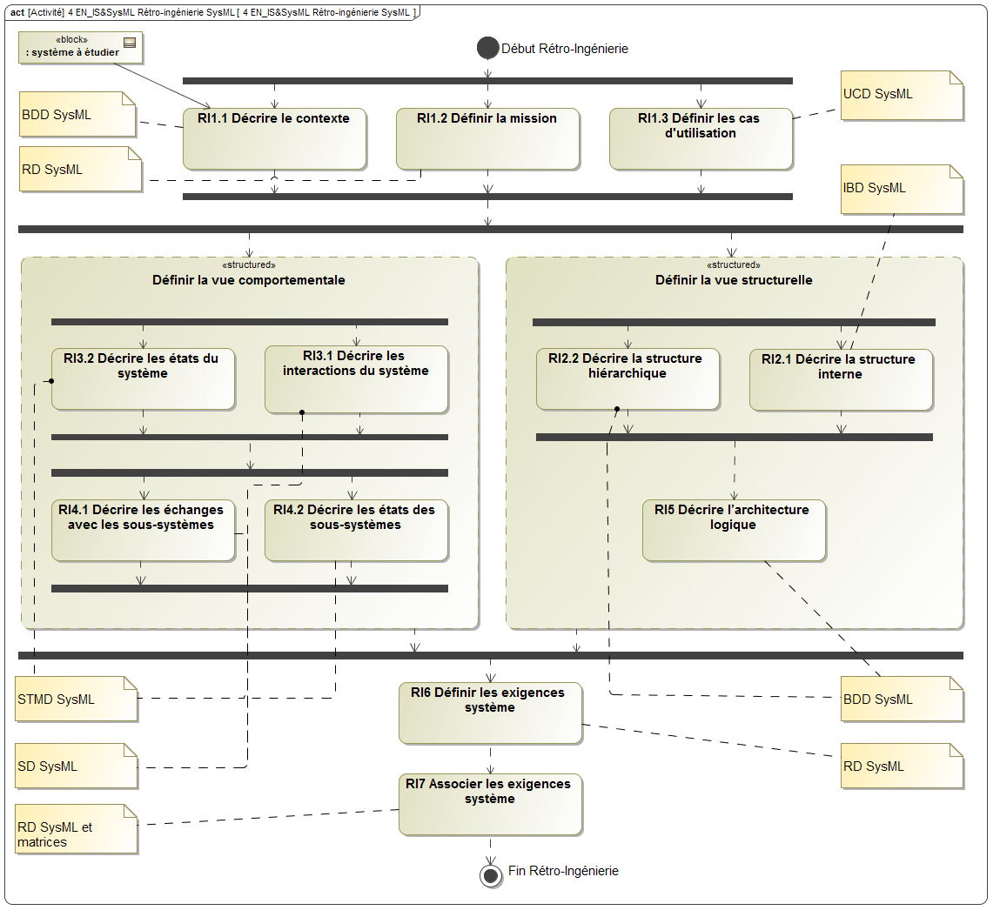 act [Activité] 4 EN_IS&SysML Rétro-ingénierie SysML [ 4 EN_IS&SysML Rétro-ingénierie SysML ]
«block»
: système à étudier
Début Rétro-Ingénierie
BDD SysML
RD SysML
RI1.1 Décrire le contexte
RI1.2 Définir la mission
RI1.3 Définir les cas
d'utilisation
UCD SysML
IBD SysML
«structured»
Définir la vue comportementale
«structured»
Définir la vue structurelle
RI3.2 Décrire les états du
système
RI3.1 Décrire les
interactions du système
RI2.2 Décrire la structure
hiérarchique
RI2.1 Décrire la structure
interne
RI4.1 Décrire les échanges
avec les sous-systèmes
RI4.2 Décrire les états des
sous-systèmes
RI5 Décrire l’architecture
logique
STMD SysML
SD SysML
RD SysML et
matrices
RI6 Définir les exigences
système
RI7 Associer les exigences
système
BDD SysML
RD SysML
Fin Rétro-Ingénierie